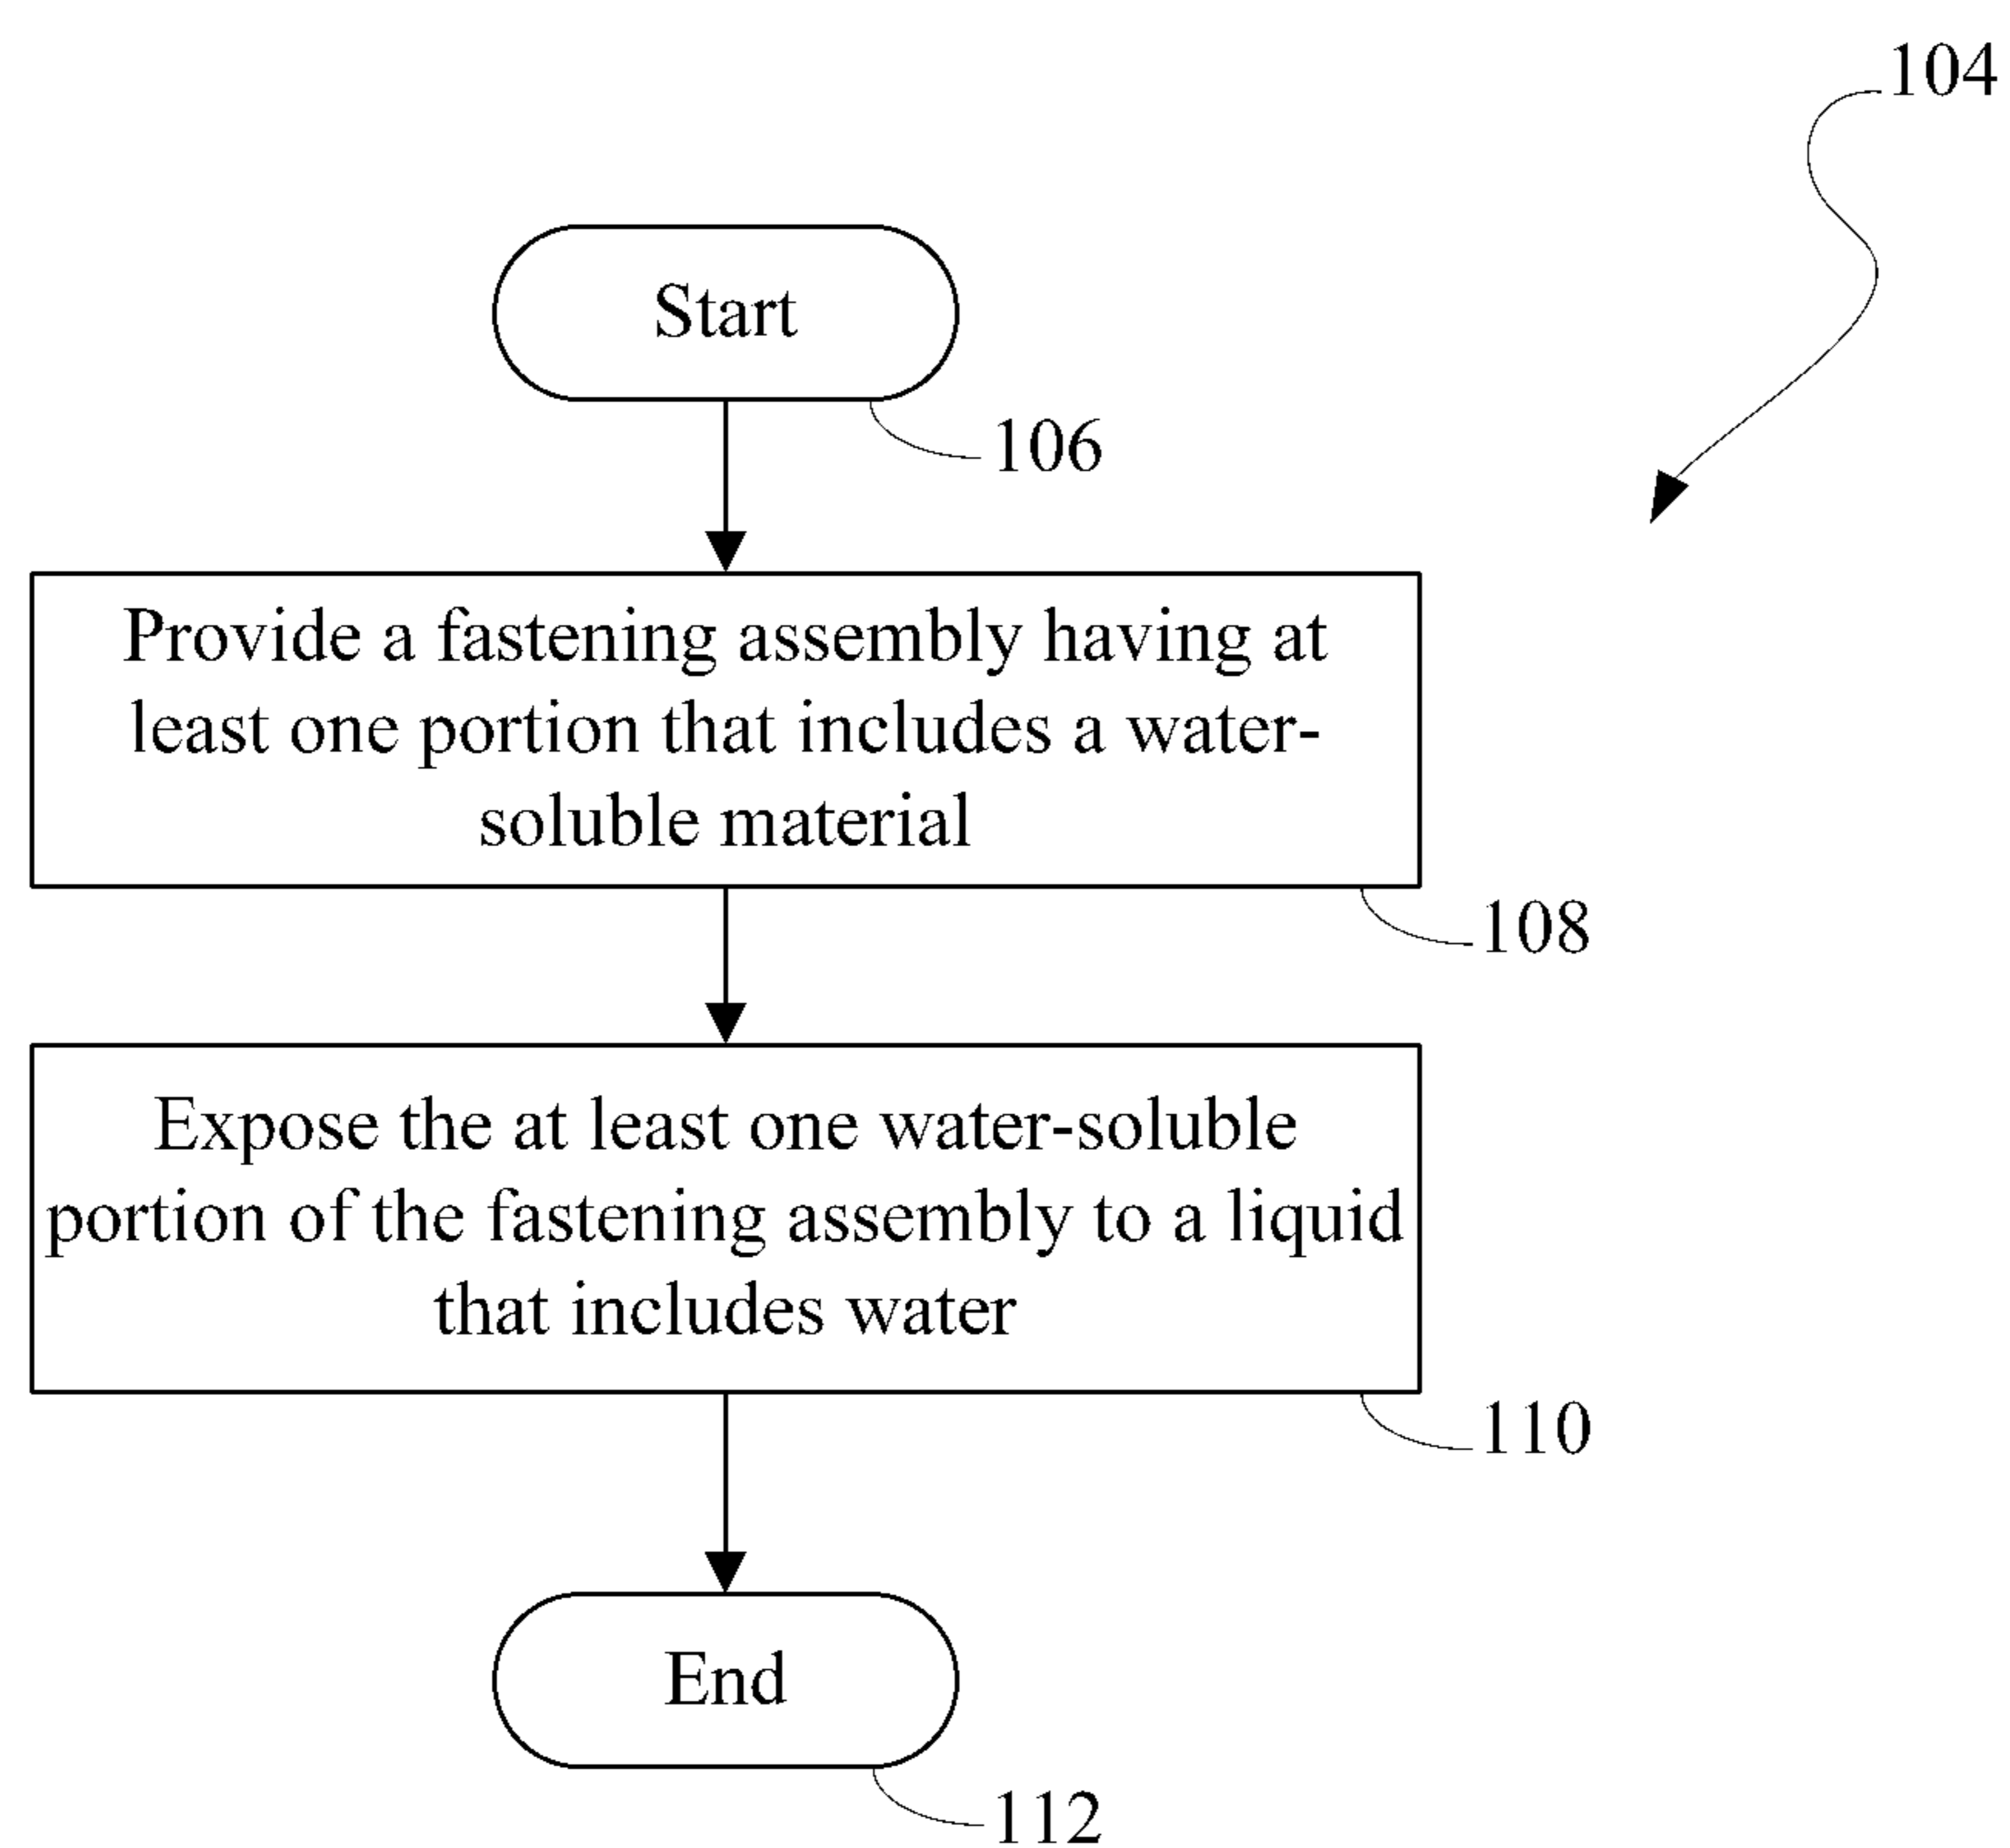 104
Start
106
Provide a fastening assembly having at
least one portion that includes a water-
soluble material
108
Expose the at least one water-soluble
portion of the fastening assembly to a liquid
that includes water
110
End
112